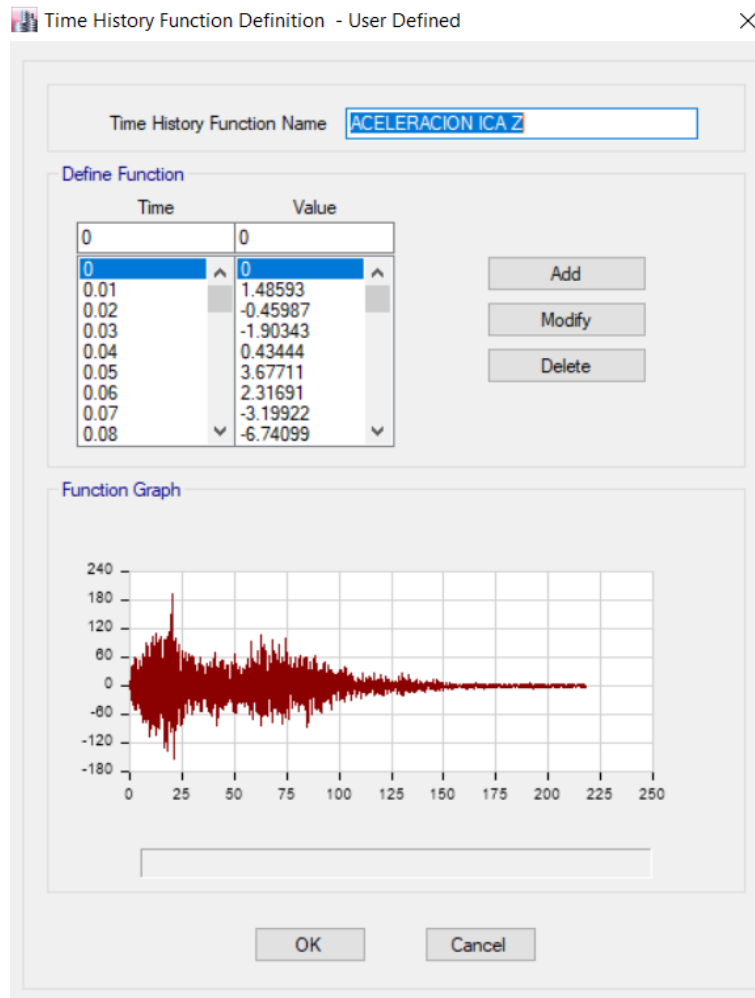 Time History Function Definition - User Defined
Time History Function Name ACELERACION ICA Z
Define Function
Time Value
0 0
0 0
0.01 1.48593
0.02 -0.45987
0.03 -1.90343
0.04 0.43444
0.05 3.67711
0.06 2.31691
0.07 -3.19922
0.08 -6.74099
Add
Modify
Delete
Function Graph
240
180
120
60
0
-60
-120
-180
0 25 50 75 100 125 150 175 200 225 250
OK Cancel